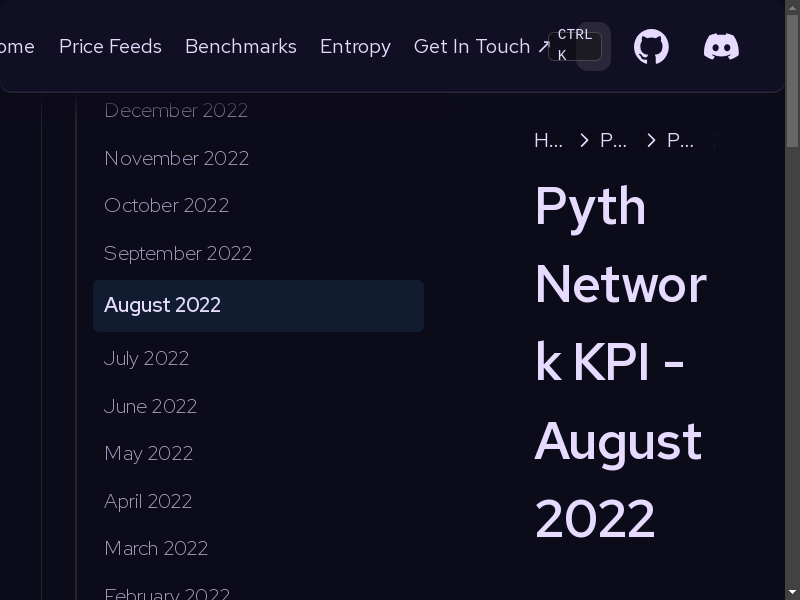 ome Price Feeds Benchmarks Entropy Get In Touch ↗ CTRL K
December 2022
November 2022
October 2022
September 2022
August 2022
July 2022
June 2022
May 2022
April 2022
March 2022
February 2022
H... > P... > P...
Pyth
Networ
k KPI -
August
2022